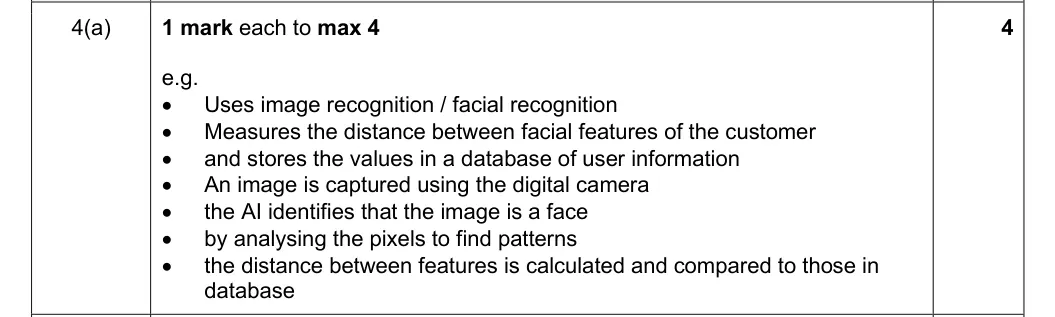 4(a) 1 mark each to max 4 4
e.g.
• Uses image recognition / facial recognition
• Measures the distance between facial features of the customer
• and stores the values in a database of user information
• An image is captured using the digital camera
• the AI identifies that the image is a face
• by analysing the pixels to find patterns
• the distance between features is calculated and compared to those in
database